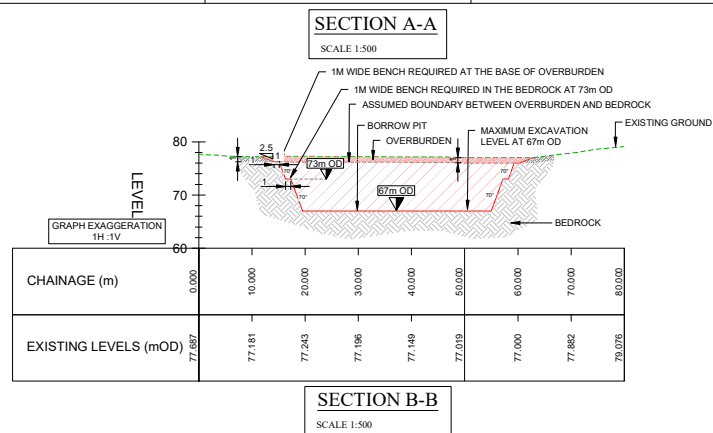 SECTION A-A
SCALE 1:500
1M WIDE BENCH REQUIRED AT THE BASE OF OVERBURDEN
1M WIDE BENCH REQUIRED IN THE BEDROCK AT 73m OD
ASSUMED BOUNDARY BETWEEN OVERBURDEN AND BEDROCK
BORROW PIT
OVERBURDEN
MAXIMUM EXCAVATION
LEVEL AT 67m OD
EXISTING GROUND
LEVEL
80
70
60
2.5
1
1
1
1
73m OD
67m OD
70°
70°
70°
70°
BEDROCK
GRAPH EXAGGERATION
1H :1V
CHAINAGE (m)
0.000 10.000 20.000 30.000 40.000 50.000 60.000 70.000 80.000
EXISTING LEVELS (mOD)
77.687 77.181 77.243 77.196 77.149 77.019 77.000 77.882 79.076
SECTION B-B
SCALE 1:500